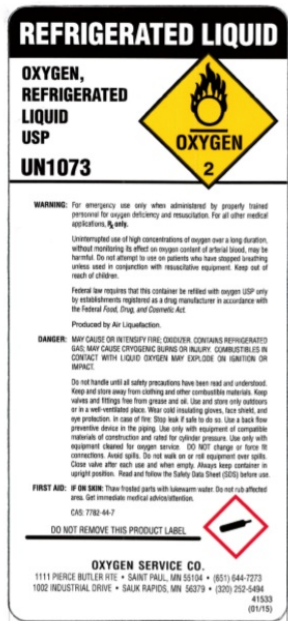 REFRIGERATED LIQUID
OXYGEN,
REFRIGERATED
LIQUID
USP
UN1073
OXYGEN
2
WARNING: For emergency use only when administered by properly trained
personnel for oxygen deficiency and resuscitation. For all other medical
applications, Rx only.
Uninterrupted use of high concentrations of oxygen over a long duration,
without monitoring its effect on oxygen content of arterial blood, may be
harmful. Do not attempt to use on patients who have stopped breathing
unless used in conjunction with resuscitative equipment. Keep out of
reach of children.
Federal law requires that this container be refilled with oxygen USP only
by establishments registered as a drug manufacturer in accordance with
the Federal Food, Drug, and Cosmetic Act.
Produced by Air Liquefaction.
DANGER: MAY CAUSE OR INTENSIFY FIRE; OXIDIZER. CONTAINS REFRIGERATED
GAS; MAY CAUSE CRYOGENIC BURNS OR INJURY. COMBUSTIBLES IN
CONTACT WITH LIQUID OXYGEN MAY EXPLODE ON IGNITION OR
IMPACT.
Do not handle until all safety precautions have been read and understood.
Keep and store away from clothing and other combustible materials. Keep
valves and fittings free from grease and oil. Use and store only outdoors
or in a well-ventilated place. Wear cold insulating gloves, face shield, and
eye protection. In case of fire: Stop leak if safe to do so. Use a back flow
preventive device in the piping. Use only with equipment of compatible
materials of construction and rated for cylinder pressure. Use only with
equipment cleaned for oxygen service. DO NOT change or force fit
connections. Avoid spills. Do not walk on or roll equipment over spills.
Close valve after each use and when empty. Always keep container in
upright position. Read and follow the Safety Data Sheet (SDS) before use.
FIRST AID: IF ON SKIN: Thaw frosted parts with lukewarm water. Do not rub affected
area. Get immediate medical advice/attention.
CAS: 7782-44-7
DO NOT REMOVE THIS PRODUCT LABEL
OXYGEN SERVICE CO.
1111 PIERCE BUTLER RTE • SAINT PAUL, MN 55104 • (651) 644-7273
1002 INDUSTRIAL DRIVE • SAUK RAPIDS, MN 56379 • (320) 252-5494
41533
(01/15)